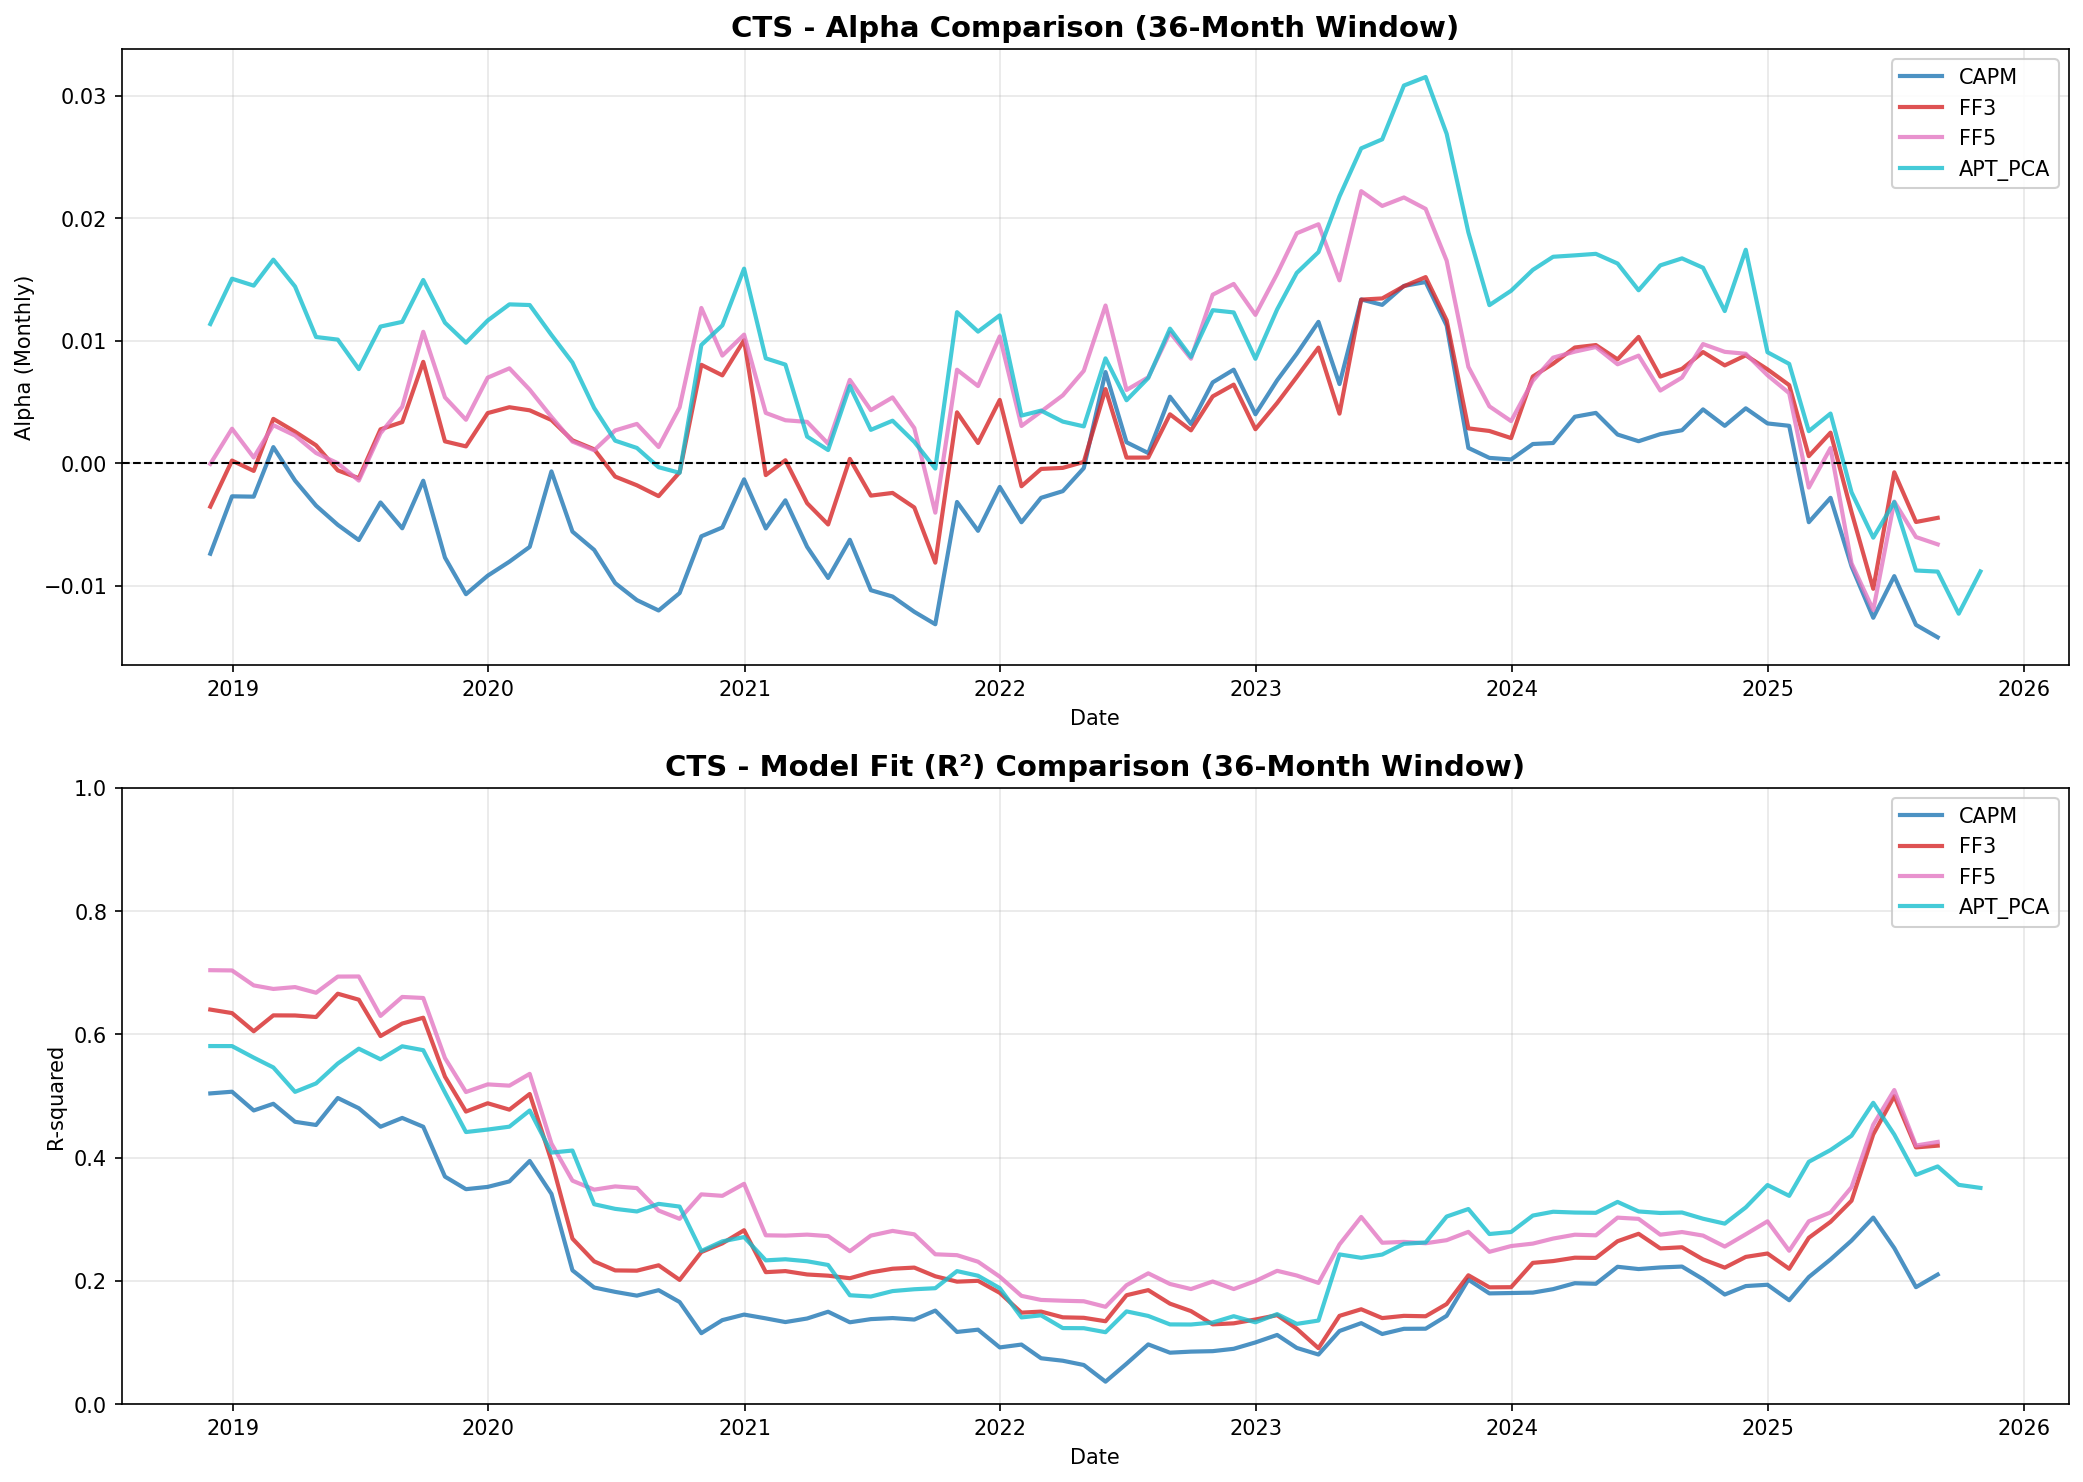 CTS - Alpha Comparison (36-Month Window)
CAPM
FF3
FF5
APT_PCA
Alpha (Monthly)
0.03
0.02
0.01
0.00
−0.01
2019 2020 2021 2022 2023 2024 2025 2026
Date
CTS - Model Fit (R²) Comparison (36-Month Window)
CAPM
FF3
FF5
APT_PCA
R-squared
1.0
0.8
0.6
0.4
0.2
0.0
2019 2020 2021 2022 2023 2024 2025 2026
Date